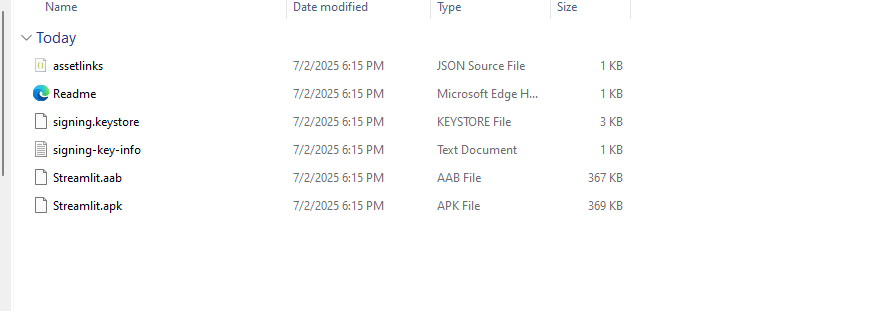 Name Date modified Type Size
Today
assetlinks 7/2/2025 6:15 PM JSON Source File 1 KB
Readme 7/2/2025 6:15 PM Microsoft Edge H... 1 KB
signing.keystore 7/2/2025 6:15 PM KEYSTORE File 3 KB
signing-key-info 7/2/2025 6:15 PM Text Document 1 KB
Streamlit.aab 7/2/2025 6:15 PM AAB File 367 KB
Streamlit.apk 7/2/2025 6:15 PM APK File 369 KB